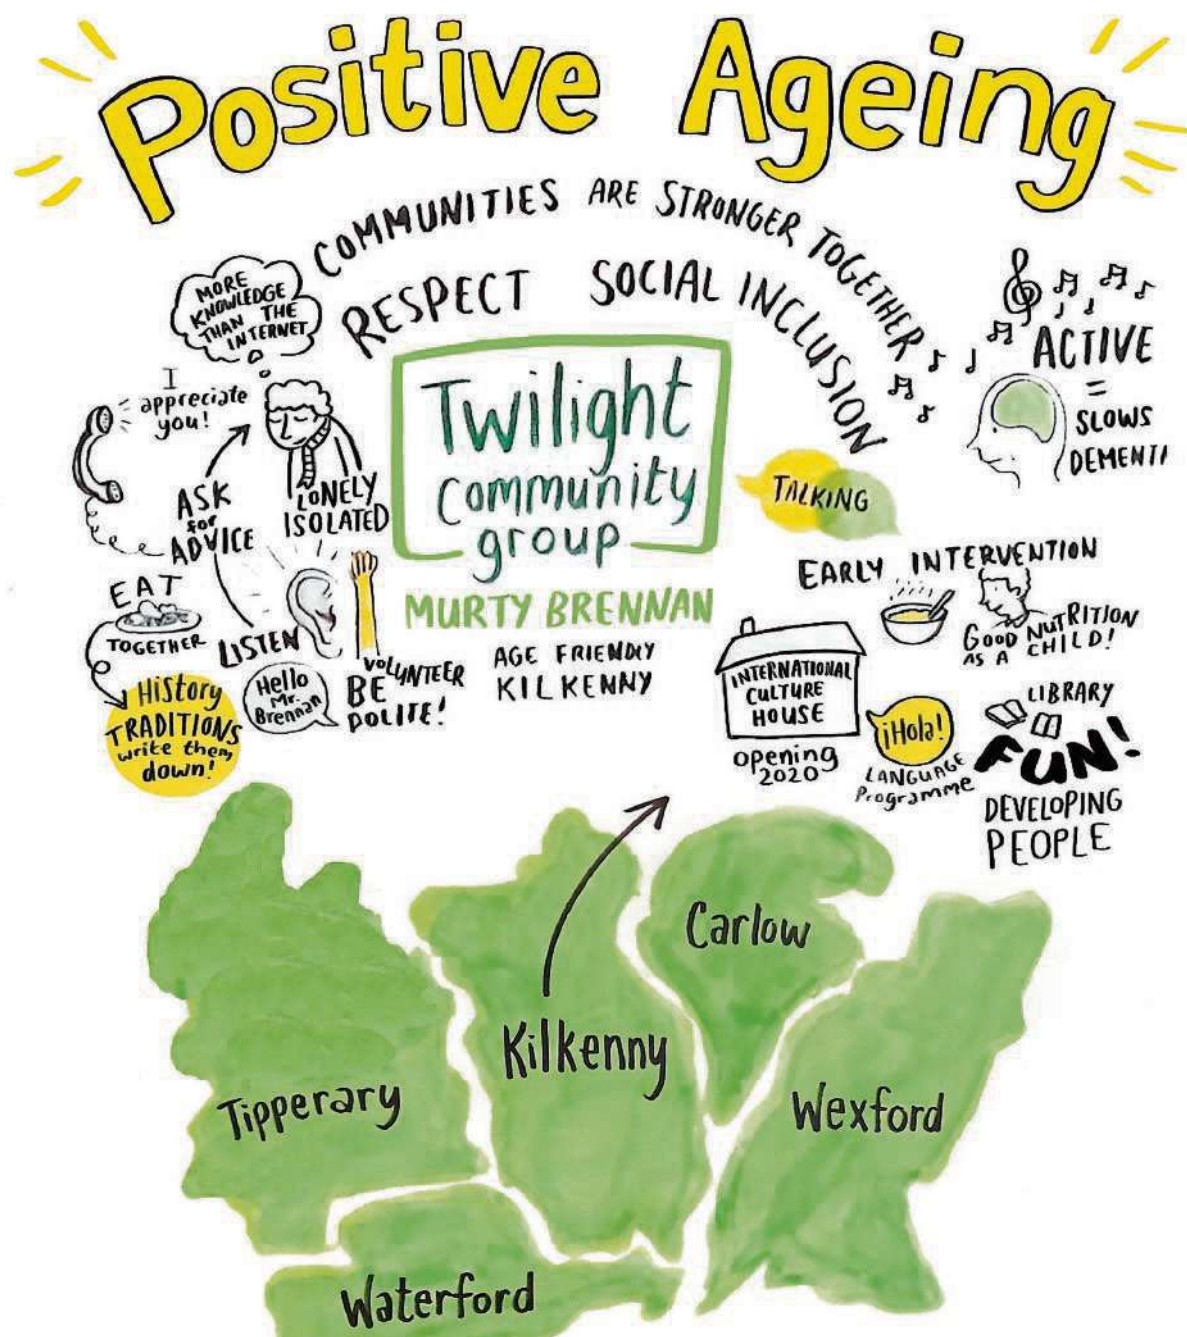 Positive Ageing
COMMUNITIES ARE STRONGER TOGETHER
RESPECT SOCIAL INCLUSION
MORE
KNOWLEDGE
THAN THE
INTERNET
I
appreciate
you!
ASK
for
ADVICE
LONELY
ISOLATED
EAT
TOGETHER
LISTEN
HiStory
TRADITIONS
write them
down!
Hello
Mr.
Brennan
VOLUNTEER
BE
POLITE!
Twilight
community
group
MURTY BRENNAN
AGE FRIENDLY
KILKENNY
ACTIVE
=
SLOWS
DEMENTI
TALKING
EARLY INTERVENTION
GOOD NUTRITION
AS A CHILD!
INTERNATIONAL
CULTURE
HOUSE
opening
2020
¡Hola!
LANGUAGE
Programme
LIBRARY
FUN!
DEVELOPING
PEOPLE
Carlow
Kilkenny
Tipperary
Wexford
Waterford